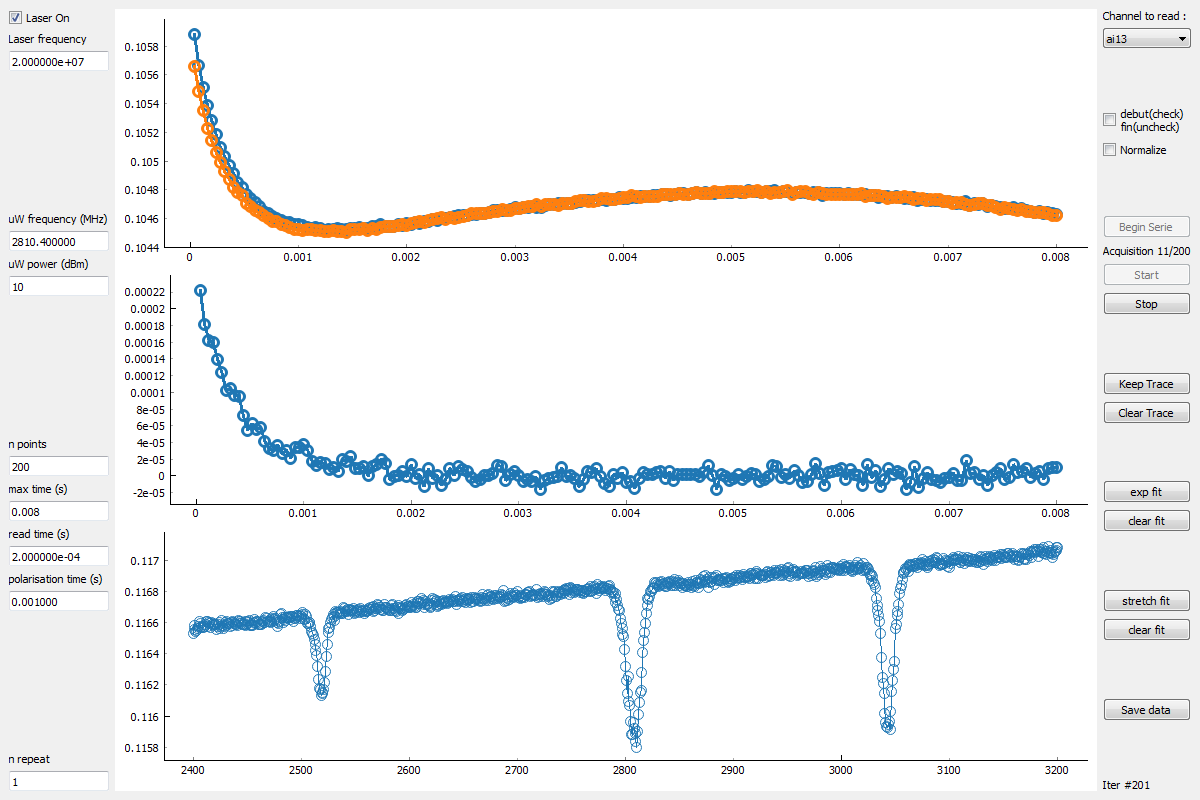 Laser On
Laser frequency
2.000000e+07
uW frequency (MHz)
2810.400000
uW power (dBm)
10
n points
200
max time (s)
0.008
read time (s)
2.000000e-04
polarisation time (s)
0.001000
n repeat
1
0.1058
0.1056
0.1054
0.1052
0.105
0.1048
0.1046
0.1044
0 0.001 0.002 0.003 0.004 0.005 0.006 0.007 0.008
0.00022
0.0002
0.00018
0.00016
0.00014
0.00012
0.0001
8e-05
6e-05
4e-05
2e-05
0
-2e-05
0 0.001 0.002 0.003 0.004 0.005 0.006 0.007 0.008
0.117
0.1168
0.1166
0.1164
0.1162
0.116
0.1158
2400 2500 2600 2700 2800 2900 3000 3100 3200
Channel to read :
ai13
debut(check)
fin(uncheck)
Normalize
Begin Serie
Acquisition 11/200
Start
Stop
Keep Trace
Clear Trace
exp fit
clear fit
stretch fit
clear fit
Save data
Iter #201